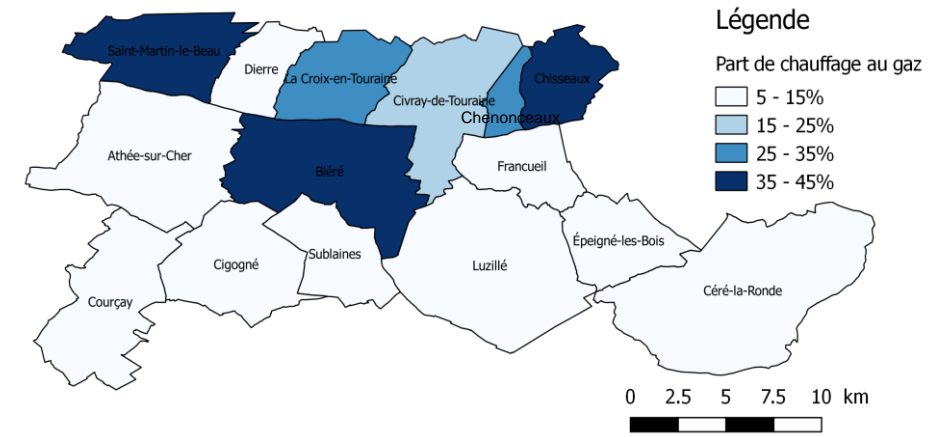 Légende
Part de chauffage au gaz
5 - 15%
15 - 25%
25 - 35%
35 - 45%
Saint-Martin-le-Beau
Dierre
La Croix-en-Touraine
Civray-de-Touraine
Chenonceaux
Chisseaux
Athée-sur-Cher
Bléré
Francueil
Courçay
Cigogné
Sublaines
Luzillé
Épeigné-les-Bois
Céré-la-Ronde
0 2.5 5 7.5 10 km